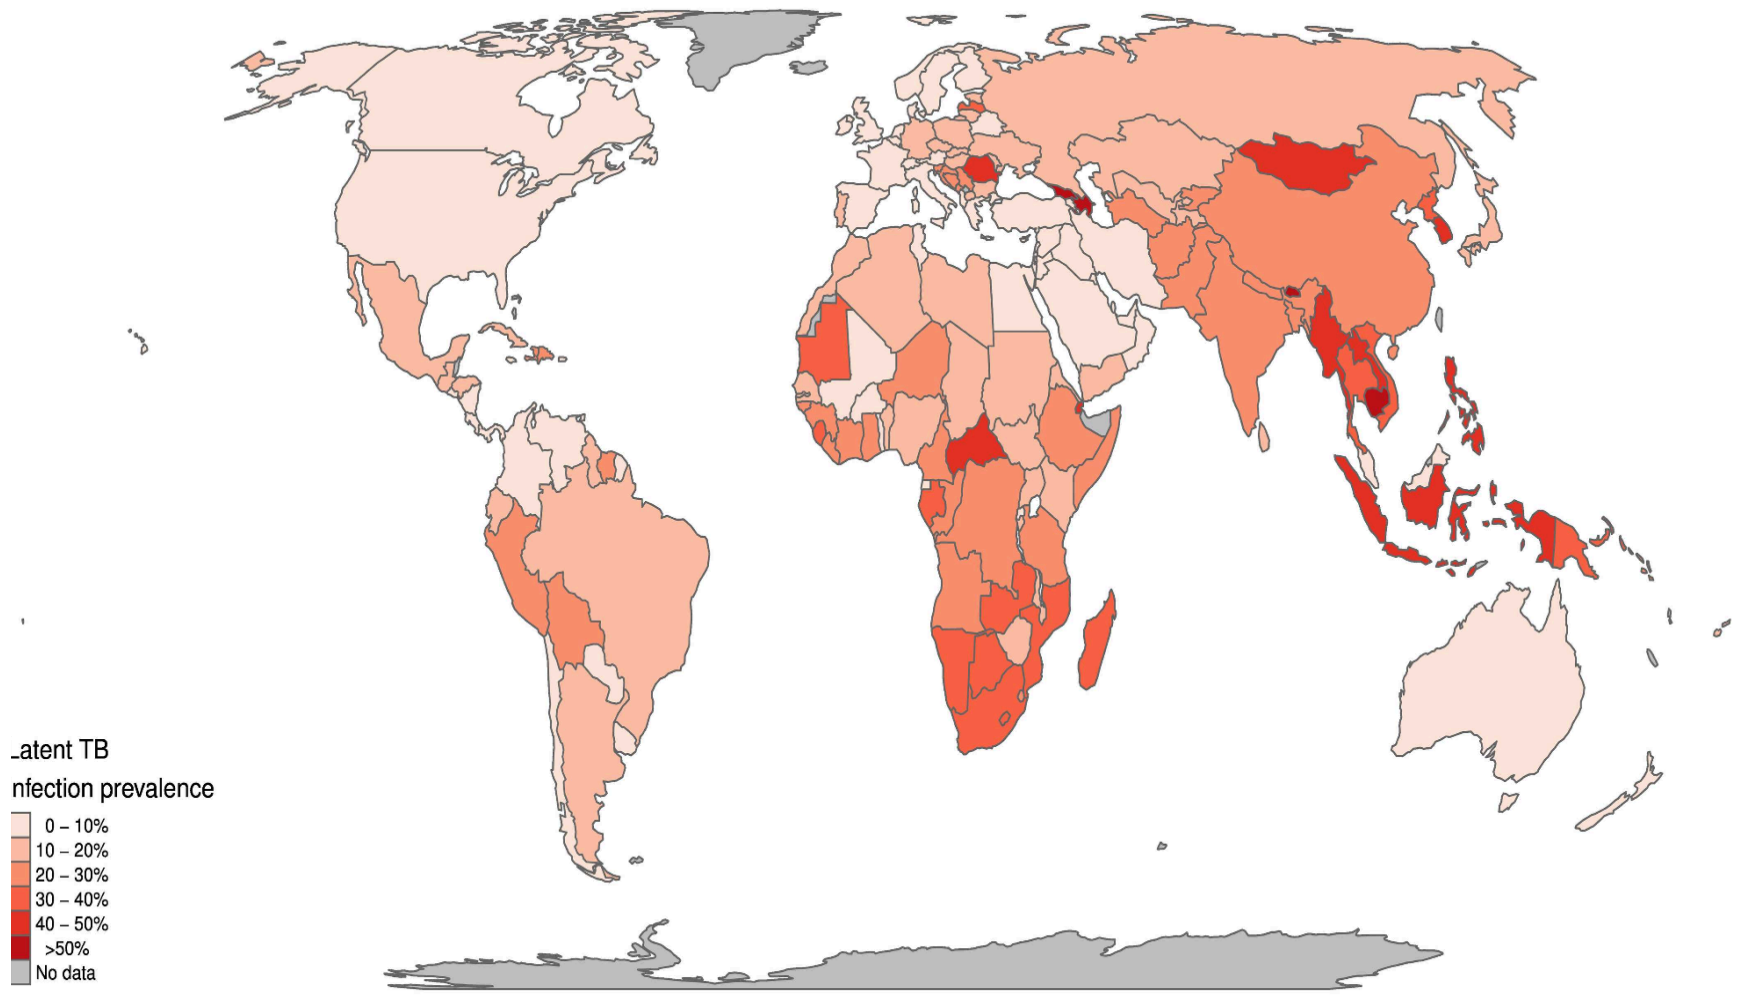 atent TB
nfection prevalence
0 – 10%
10 – 20%
20 – 30%
30 – 40%
40 – 50%
>50%
No data